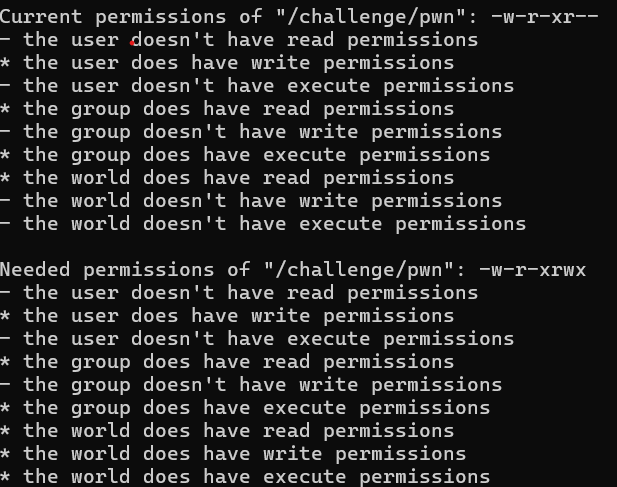 Current permissions of "/challenge/pwn": -w-r-xr--
- the user doesn't have read permissions
* the user does have write permissions
- the user doesn't have execute permissions
* the group does have read permissions
- the group doesn't have write permissions
* the group does have execute permissions
* the world does have read permissions
- the world doesn't have write permissions
- the world doesn't have execute permissions

Needed permissions of "/challenge/pwn": -w-r-xrwx
- the user doesn't have read permissions
* the user does have write permissions
- the user doesn't have execute permissions
* the group does have read permissions
- the group doesn't have write permissions
* the group does have execute permissions
* the world does have read permissions
* the world does have write permissions
* the world does have execute permissions